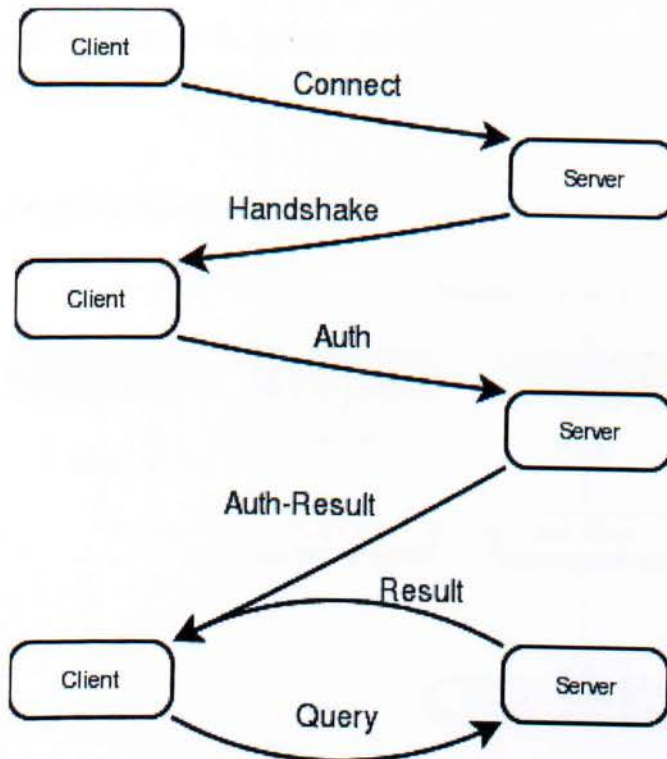 Client
Connect
Server
Handshake
Client
Auth
Server
Auth-Result
Result
Client
Server
Query